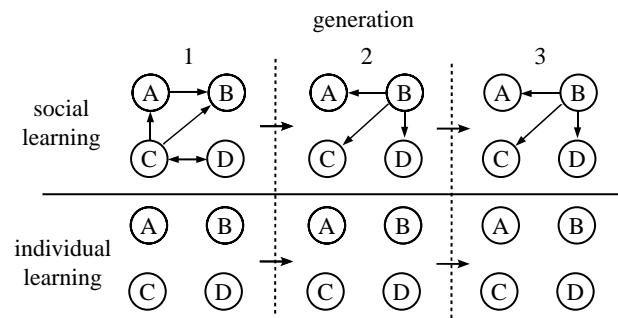 generation
1 2 3
A B A B A B
social
learning
C D C D C D
A B A B A B
individual
learning
C D C D C D